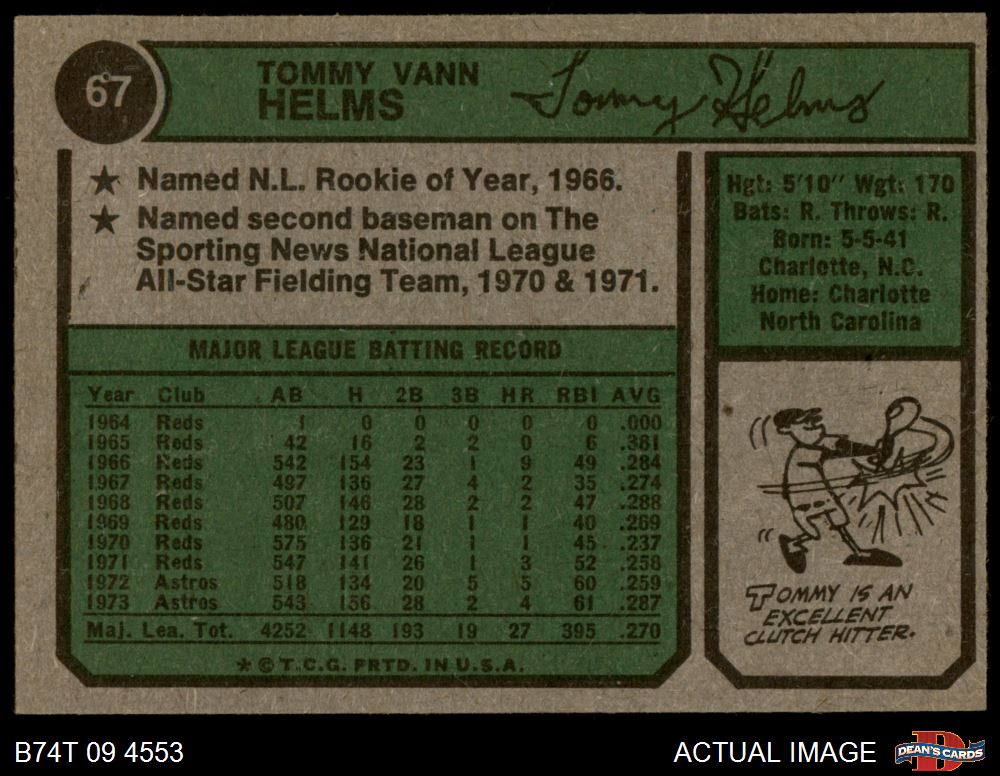 67
TOMMY VANN
HELMS
Tommy Helms
★ Named N.L. Rookie of Year, 1966.
★ Named second baseman on The
Sporting News National League
All-Star Fielding Team, 1970 & 1971.
Hgt: 5'10" Wgt: 170
Bats: R. Throws: R.
Born: 5-5-41
Charlotte, N.C.
Home: Charlotte
North Carolina
MAJOR LEAGUE BATTING RECORD
Year Club AB H 2B 3B HR RBI AVG
1964 Reds 1 0 0 0 0 0 .000
1965 Reds 42 16 2 2 0 6 .381
1966 Reds 542 154 23 1 9 49 .284
1967 Reds 497 136 27 4 2 35 .274
1968 Reds 507 146 28 2 2 47 .288
1969 Reds 480 129 18 1 1 40 .269
1970 Reds 575 136 21 1 1 45 .237
1971 Reds 547 141 26 1 3 52 .258
1972 Astros 518 134 20 5 5 60 .259
1973 Astros 543 156 28 2 4 61 .287
Maj. Lea. Tot. 4252 1148 193 19 27 395 .270
★ © T.C.G. PRTD. IN U.S.A.
TOMMY IS AN
EXCELLENT
CLUTCH HITTER.
B74T 09 4553
ACTUAL IMAGE
DEAN'S CARDS